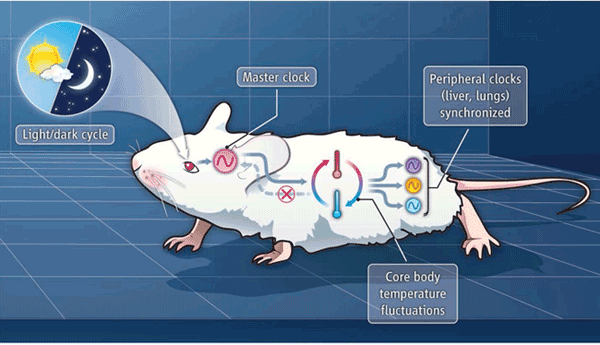 Light/dark cycle
Master clock
Peripheral clocks
(liver, lungs)
synchronized
Core body
temperature
fluctuations